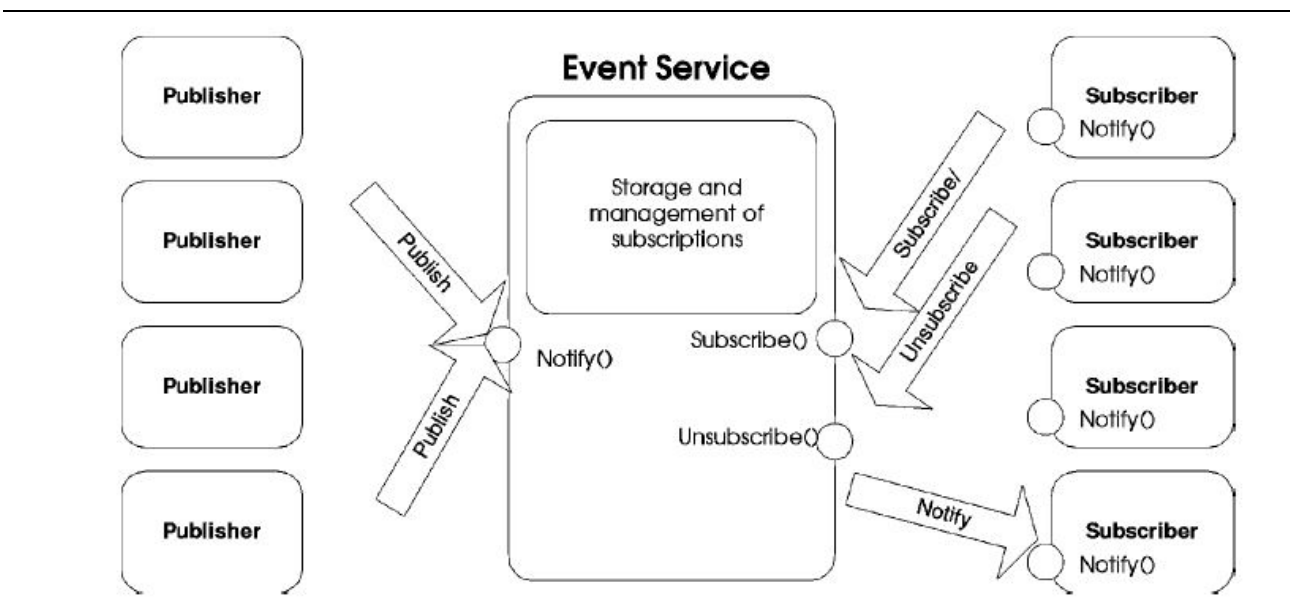 Event Service
Publisher
Publisher
Publisher
Publisher
Publish
Publish
Storage and
management of
subscriptions
Notify()
Subscribe()
Unsubscribe()
Subscribe/
Unsubscribe
Notify
Subscriber
Notify()
Subscriber
Notify()
Subscriber
Notify()
Subscriber
Notify()